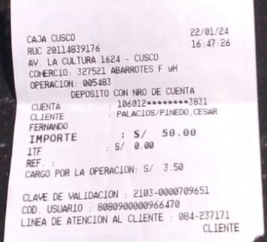 CAJA CUSCO 22/01/24
RUC 20114839176 16:47:26
AV. LA CULTURA 1624 - CUSCO
COMERCIO: 327521 ABARROTES F WH
OPERACION: 005483
DEPOSITO CON NRO DE CUENTA
CUENTA : 106012********3831
CLIENTE : PALACIOS/PINEDO,CESAR
FERNANDO
IMPORTE : S/ 50.00
ITF : S/ 0.00
REF. :
CARGO POR LA OPERACION: S/ 3.50
CLAVE DE VALIDACION : 2103-0000709651
COD. USUARIO : 8080900000966470
LINEA DE ATENCION AL CLIENTE : 084-237171
CLIENTE